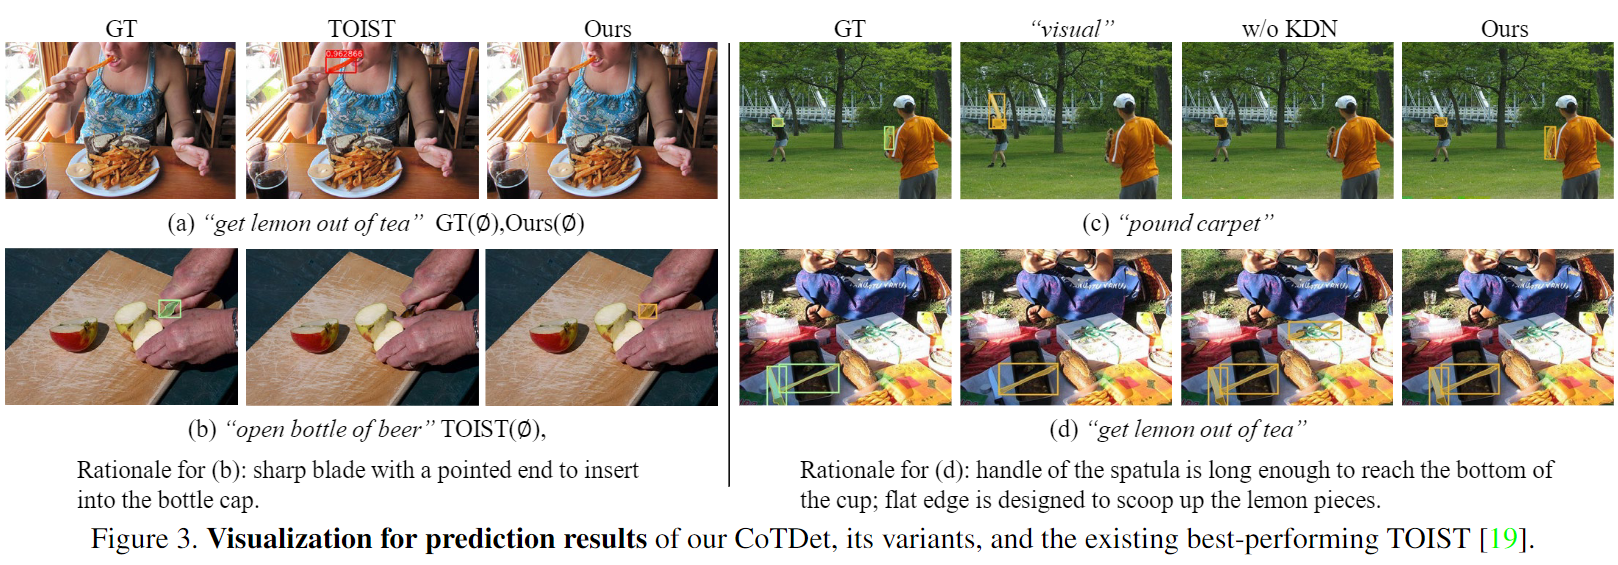 GT TOIST Ours
0.962866
(a) “get lemon out of tea” GT(∅),Ours(∅)
(b) “open bottle of beer” TOIST(∅),
Rationale for (b): sharp blade with a pointed end to insert
into the bottle cap.
GT “visual” w/o KDN Ours
(c) “pound carpet”
(d) “get lemon out of tea”
Rationale for (d): handle of the spatula is long enough to reach the bottom of
the cup; flat edge is designed to scoop up the lemon pieces.
Figure 3. Visualization for prediction results of our CoTDet, its variants, and the existing best-performing TOIST [19].